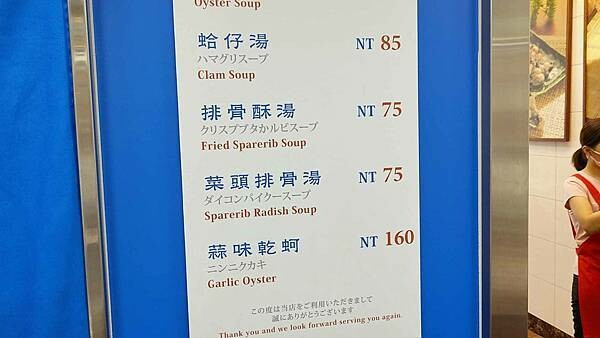 Oyster Soup
蛤仔湯 NT 85
ハマグリスープ
Clam Soup
排骨酥湯 NT 75
クリスプブタかルビスープ
Fried Sparerib Soup
菜頭排骨湯 NT 75
ダイコンパイクースープ
Sparerib Radish Soup
蒜味乾蚵 NT 160
ニンニクカキ
Garlic Oyster
この度は当店をご利用いただきまして
誠にありがとうございます
Thank you and we look forward serving you again.